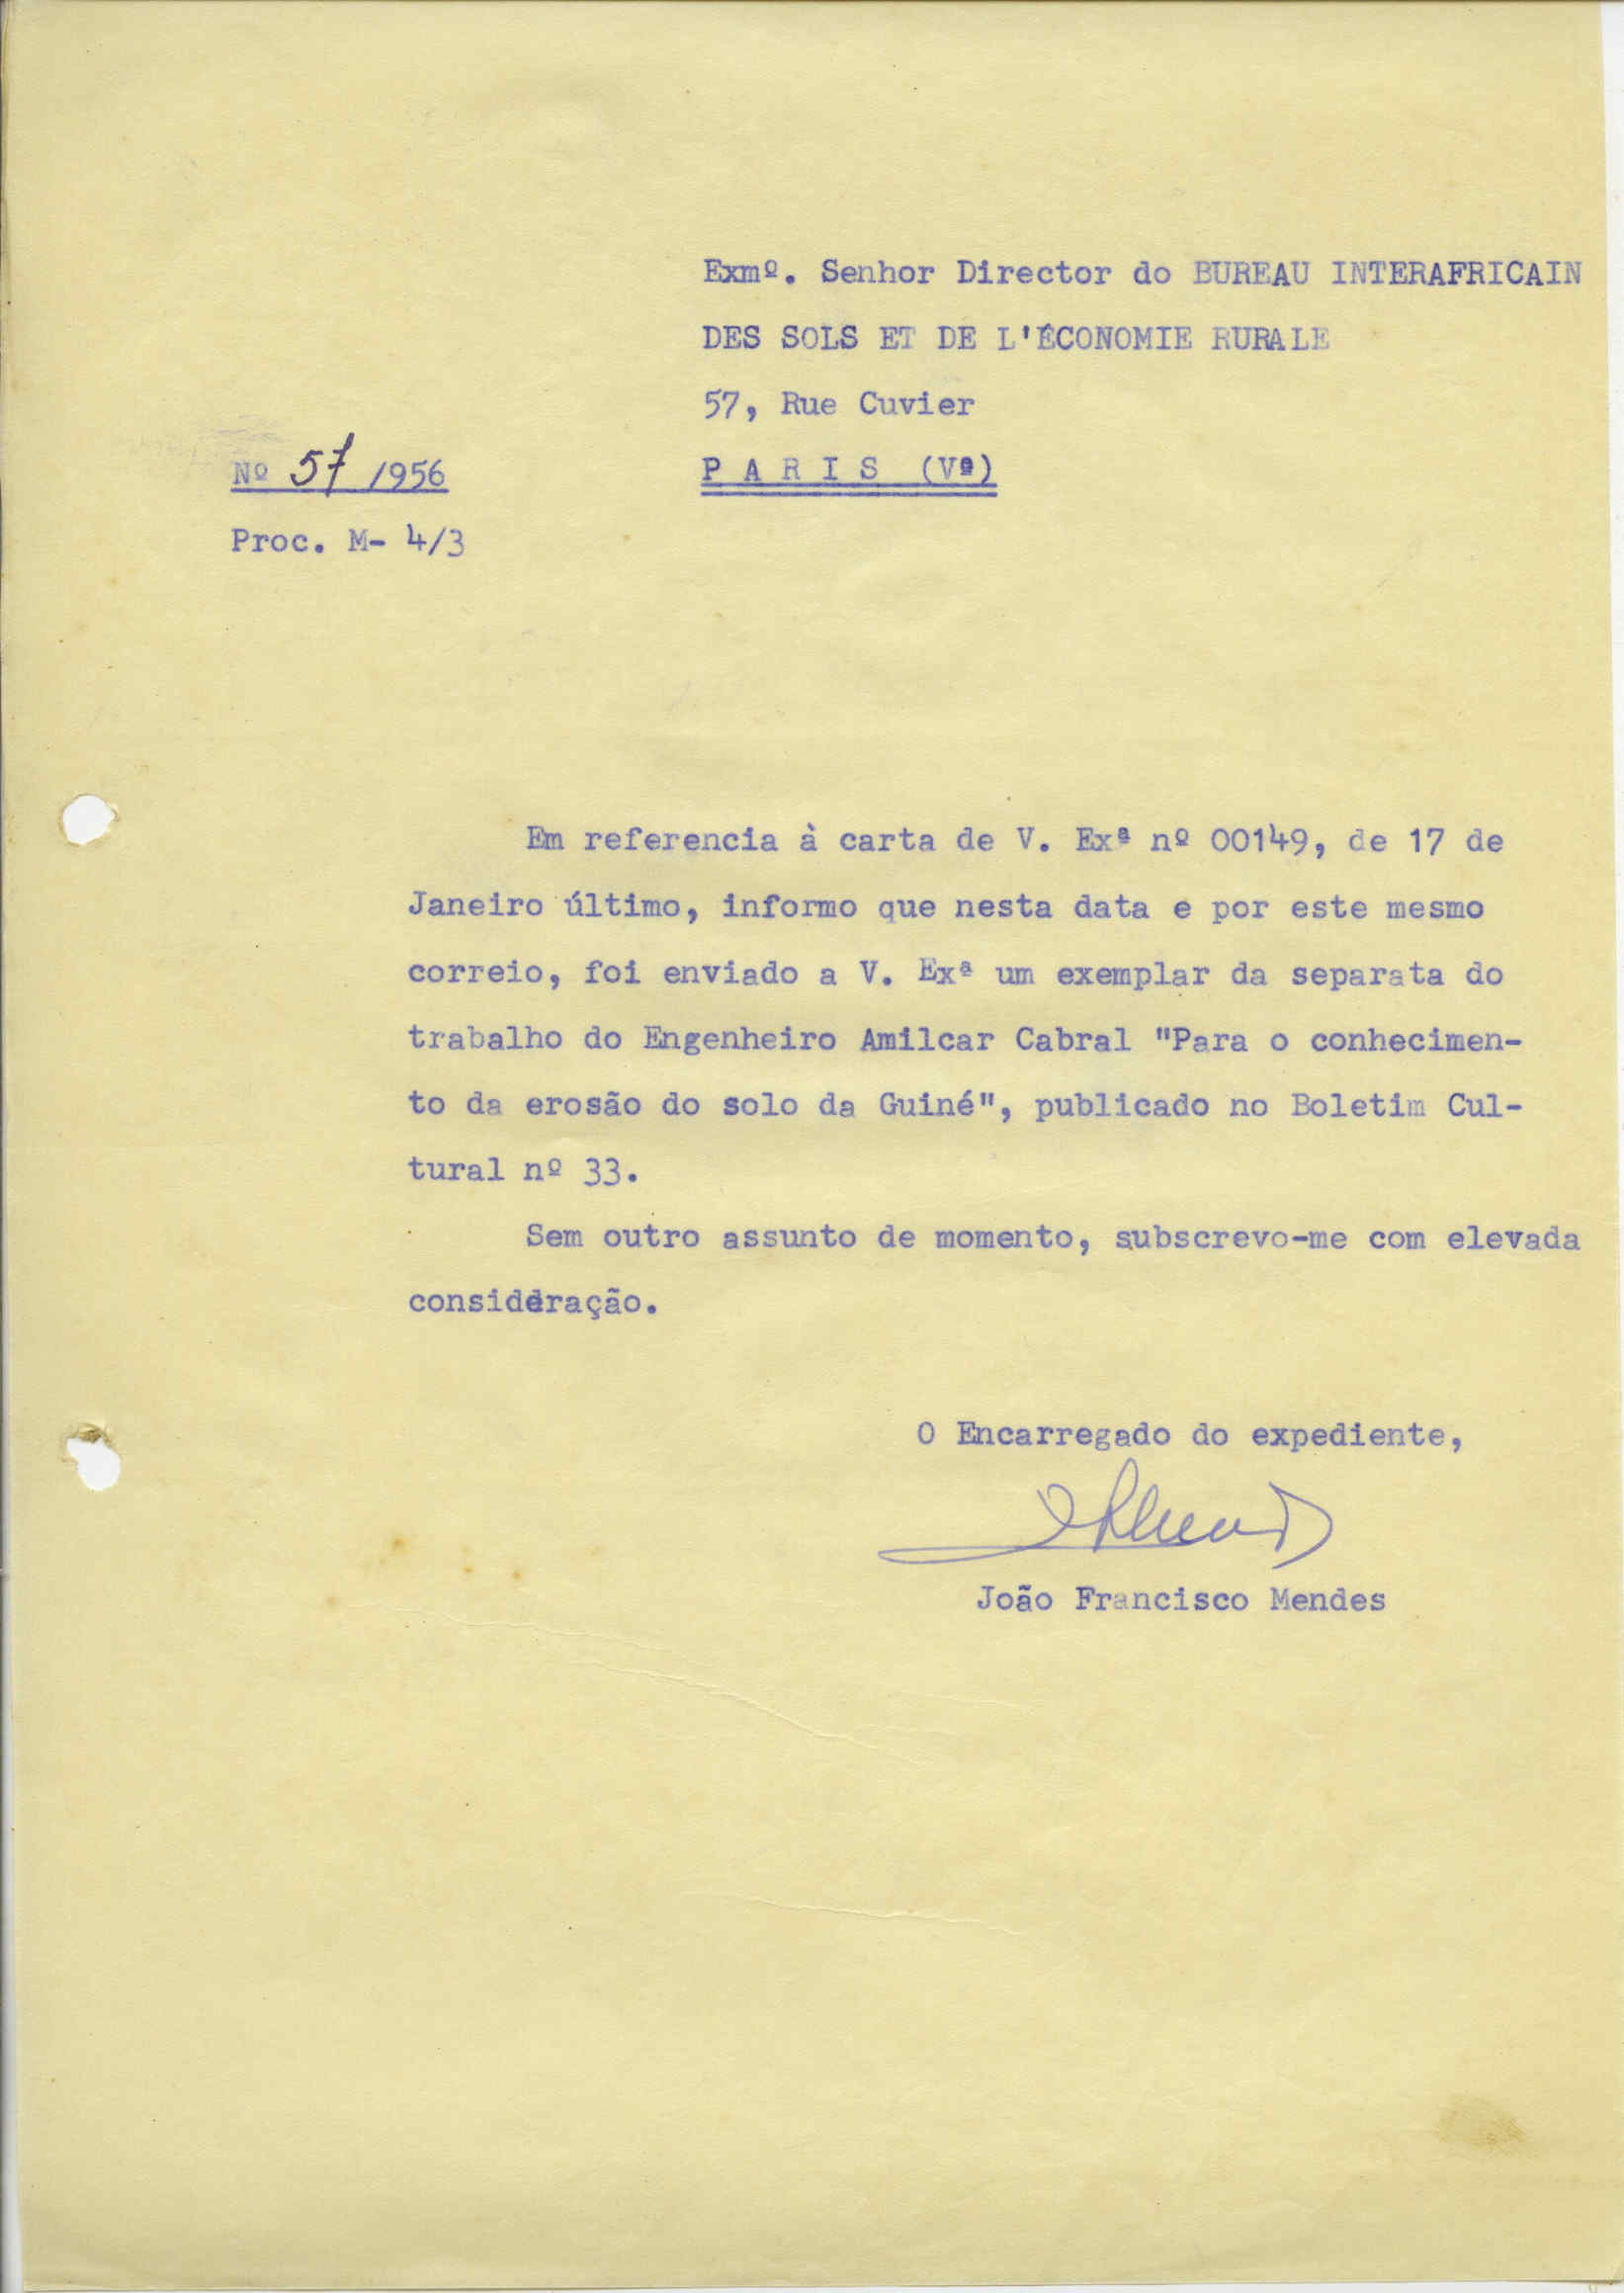 Exmº. Senhor Director do BUREAU INTERAFRICAIN
DES SOLS ET DE L'ÉCONOMIE RURALE
57, Rue Cuvier
P A R I S (Vº)
Nº 57 /1956
Proc. M- 4/3
Em referencia à carta de V. Exª nº 00149, de 17 de
Janeiro último, informo que nesta data e por este mesmo
correio, foi enviado a V. Exª um exemplar da separata do
trabalho do Engenheiro Amilcar Cabral "Para o conhecimen-
to da erosão do solo da Guiné", publicado no Boletim Cul-
tural nº 33.
Sem outro assunto de momento, subscrevo-me com elevada
consideração.
O Encarregado do expediente,
João Francisco Mendes